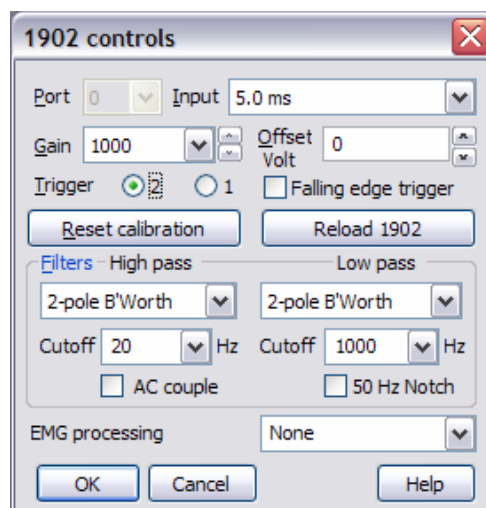 1902 controls
Port 0 Input 5.0 ms
Gain 1000 Offset Volt 0
Trigger 2 1 Falling edge trigger
Reset calibration Reload 1902
Filters High pass Low pass
2-pole B'Worth 2-pole B'Worth
Cutoff 20 Hz Cutoff 1000 Hz
AC couple 50 Hz Notch
EMG processing None
OK Cancel Help